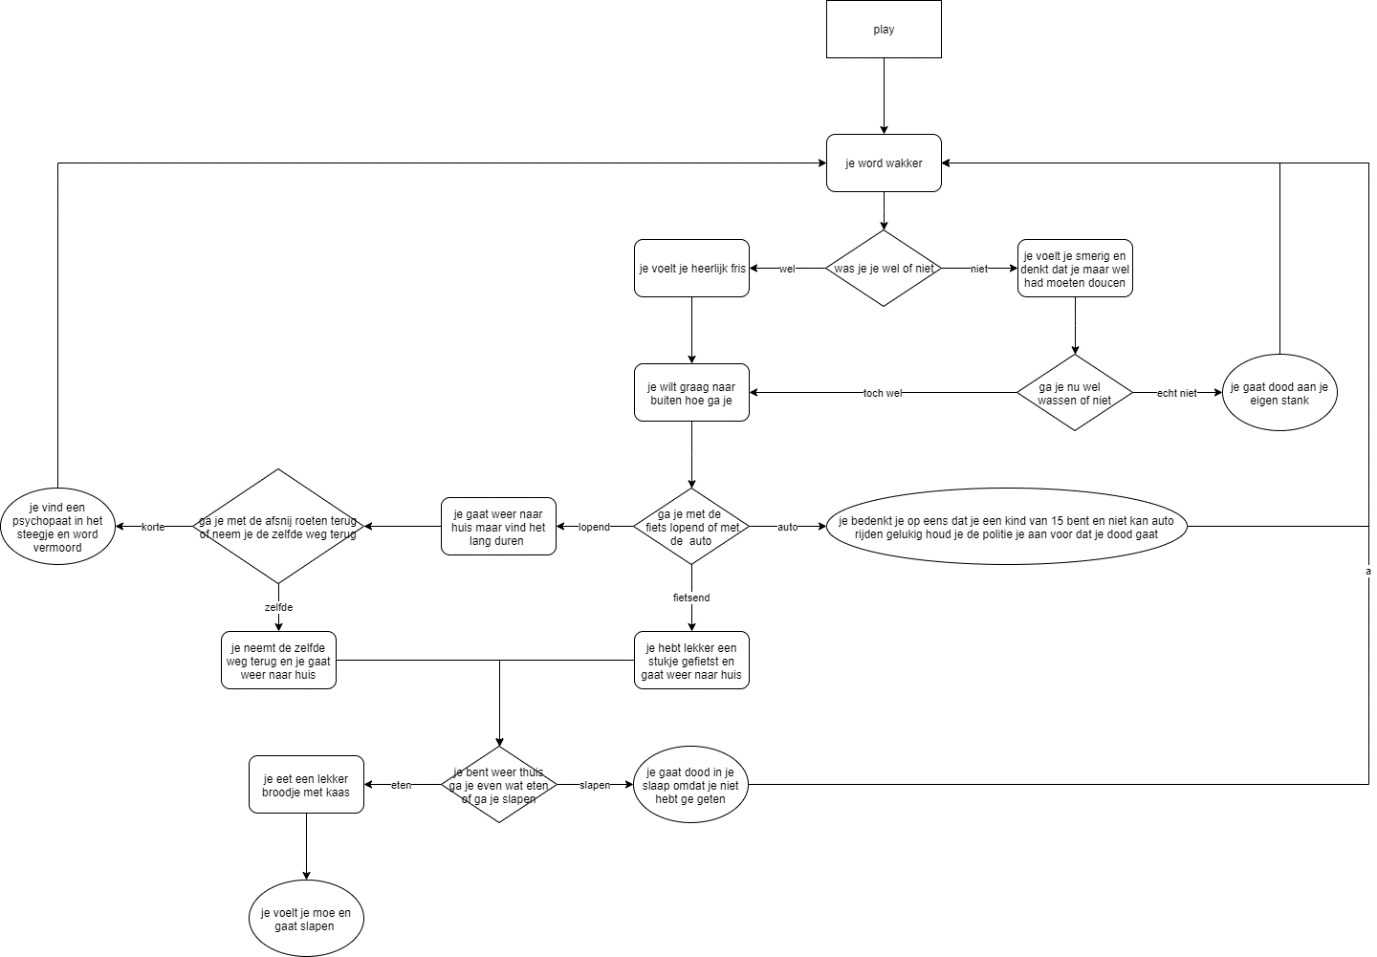 play
je word wakker
je voelt je heerlijk fris
wel
was je je wel of niet
niet
je voelt je smerig en
denkt dat je maar wel
had moeten doucen
je wilt graag naar
buiten hoe ga je
toch wel
ga je nu wel
wassen of niet
echt niet
je gaat dood aan je
eigen stank
je vind een
psychopaat in het
steegje en word
vermoord
korte
ga je met de afsnij roeten terug
of neem je de zelfde weg terug
je gaat weer naar
huis maar vind het
lang duren
lopend
ga je met de
fiets lopend of met
de auto
auto
je bedenkt je op eens dat je een kind van 15 bent en niet kan auto
rijden gelukig houd je de politie je aan voor dat je dood gaat
a
zelfde
fietsend
je neemt de zelfde
weg terug en je gaat
weer naar huis
je hebt lekker een
stukje gefietst en
gaat weer naar huis
je eet een lekker
broodje met kaas
eten
je bent weer thuis
ga je even wat eten
of ga je slapen
slapen
je gaat dood in je
slaap omdat je niet
hebt ge geten
je voelt je moe en
gaat slapen